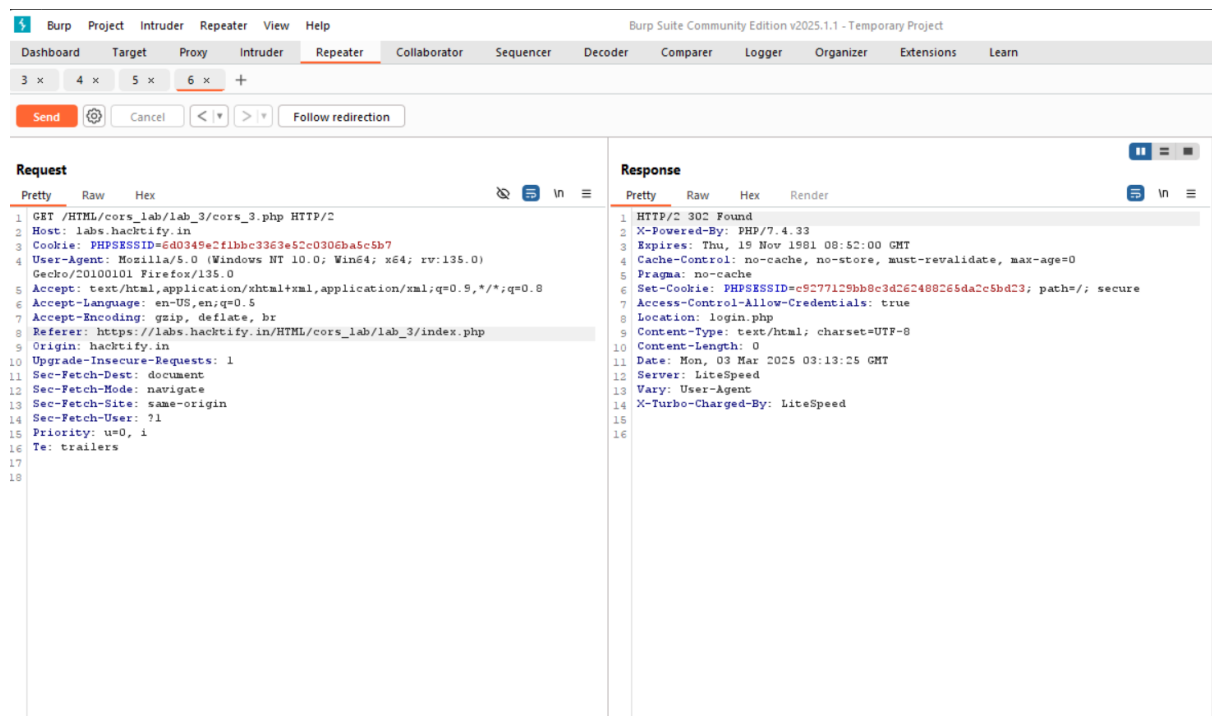 Burp Project Intruder Repeater View Help Burp Suite Community Edition v2025.1.1 - Temporary Project
Dashboard Target Proxy Intruder Repeater Collaborator Sequencer Decoder Comparer Logger Organizer Extensions Learn
3 × 4 × 5 × 6 × +
Send Cancel < > Follow redirection
Request
Pretty Raw Hex \n
1 GET /HTML/cors_lab/lab_3/cors_3.php HTTP/2
2 Host: labs.hacktify.in
3 Cookie: PHPSESSID=6d0349e2f1bbc3363e52c0306ba5c5b7
4 User-Agent: Mozilla/5.0 (Windows NT 10.0; Win64; x64; rv:135.0)
Gecko/20100101 Firefox/135.0
5 Accept: text/html,application/xhtml+xml,application/xml;q=0.9,*/*;q=0.8
6 Accept-Language: en-US,en;q=0.5
7 Accept-Encoding: gzip, deflate, br
8 Referer: https://labs.hacktify.in/HTML/cors_lab/lab_3/index.php
9 Origin: hacktify.in
10 Upgrade-Insecure-Requests: 1
11 Sec-Fetch-Dest: document
12 Sec-Fetch-Mode: navigate
13 Sec-Fetch-Site: same-origin
14 Sec-Fetch-User: ?1
15 Priority: u=0, i
16 Te: trailers
17
18
Response
Pretty Raw Hex Render \n
1 HTTP/2 302 Found
2 X-Powered-By: PHP/7.4.33
3 Expires: Thu, 19 Nov 1981 08:52:00 GMT
4 Cache-Control: no-cache, no-store, must-revalidate, max-age=0
5 Pragma: no-cache
6 Set-Cookie: PHPSESSID=c9277129bb8c3d262488265da2c5bd23; path=/; secure
7 Access-Control-Allow-Credentials: true
8 Location: login.php
9 Content-Type: text/html; charset=UTF-8
10 Content-Length: 0
11 Date: Mon, 03 Mar 2025 03:13:25 GMT
12 Server: LiteSpeed
13 Vary: User-Agent
14 X-Turbo-Charged-By: LiteSpeed
15
16